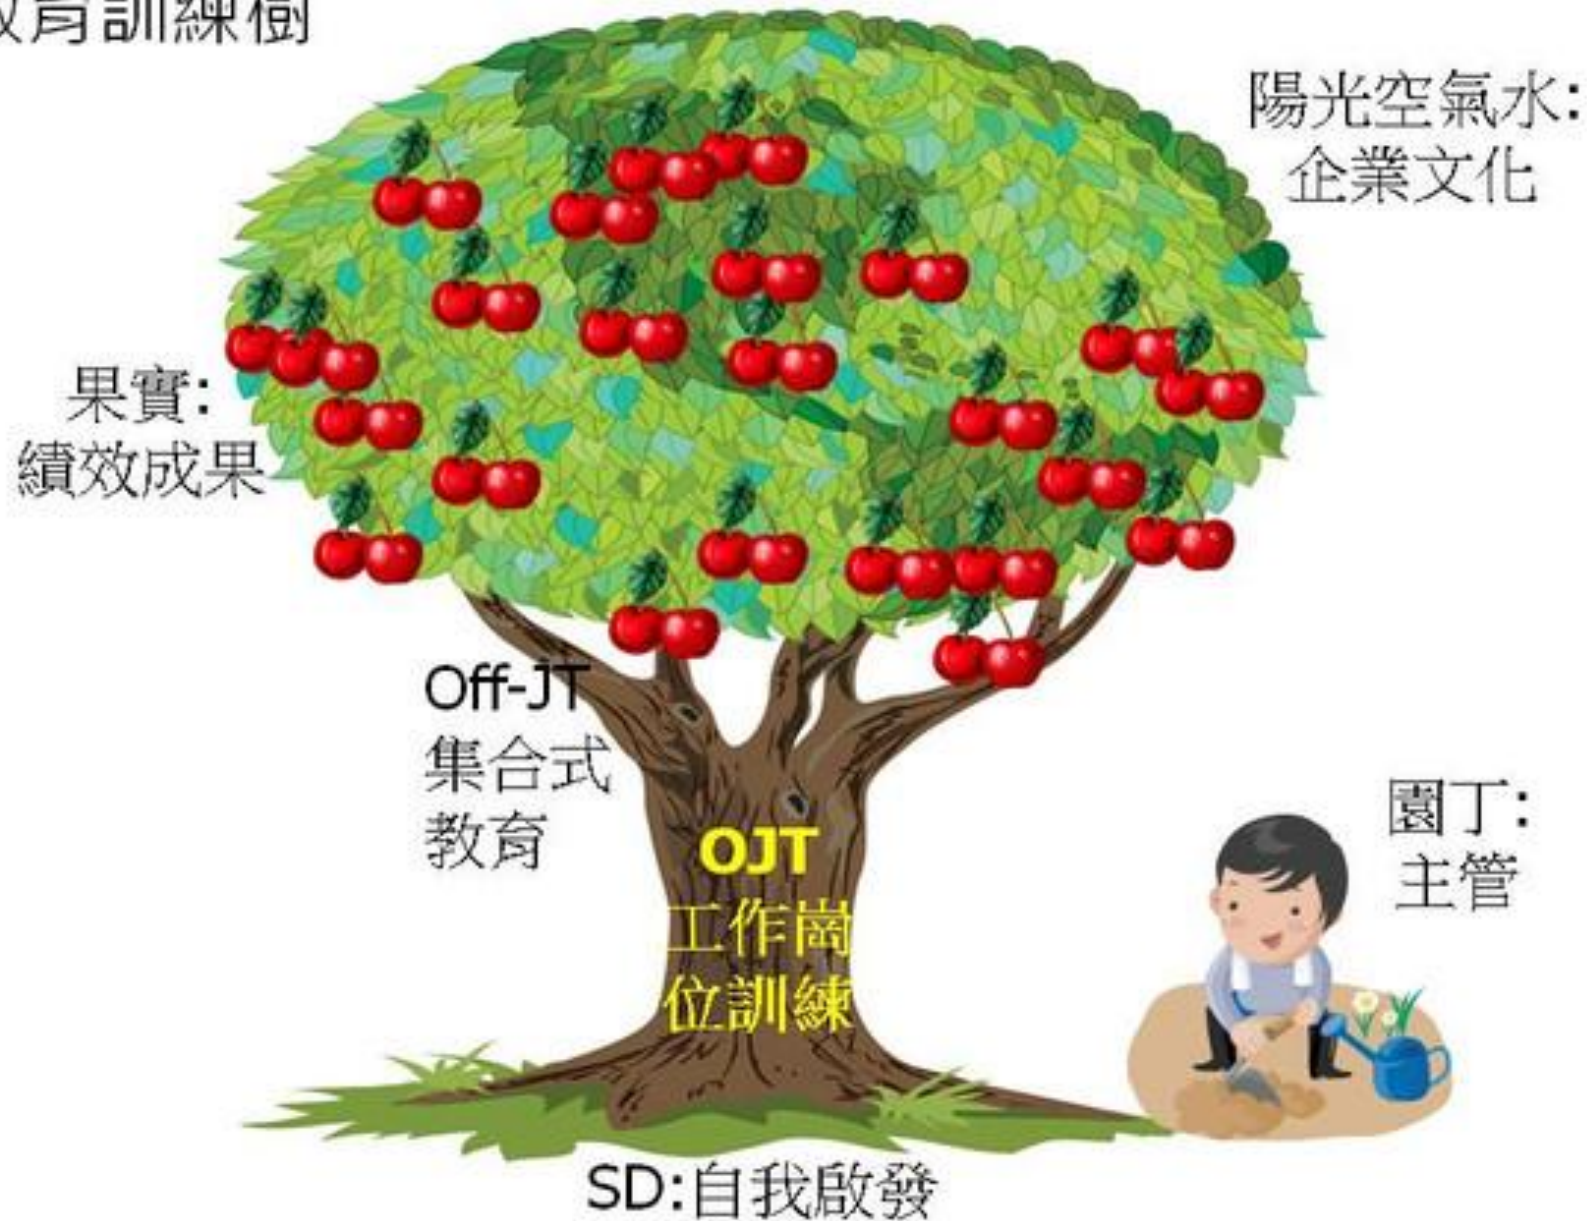 教育訓練樹
陽光空氣水:
企業文化
果實:
績效成果
Off-JT
集合式
教育
OJT
工作崗
位訓練
園丁:
主管
SD:自我啟發